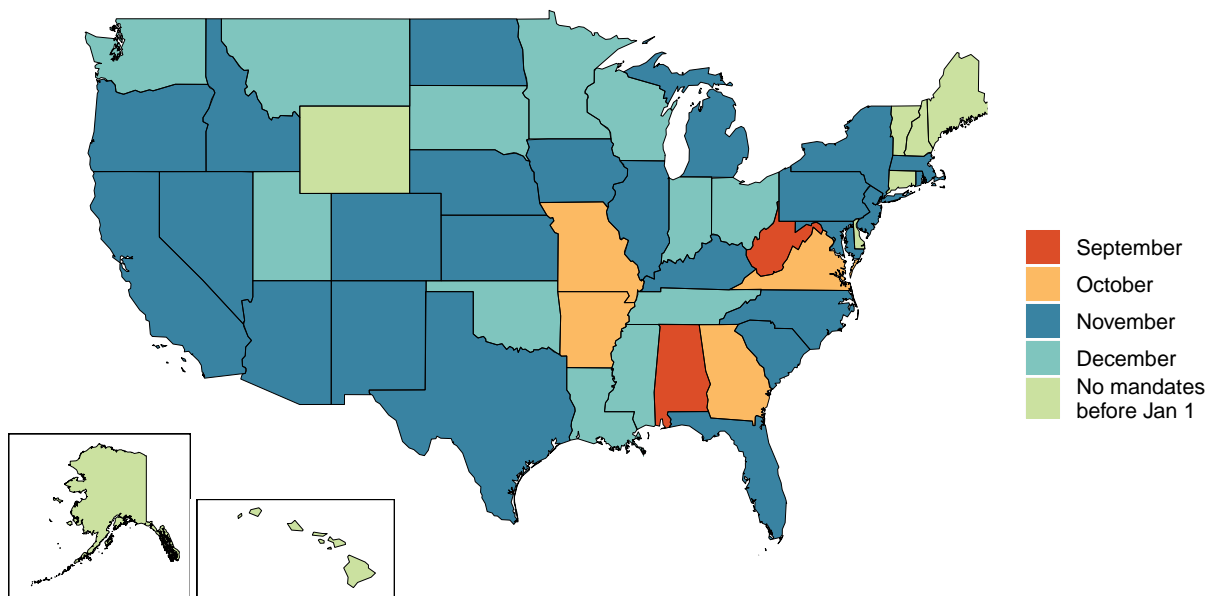 September
October
November
December
No mandates
before Jan 1